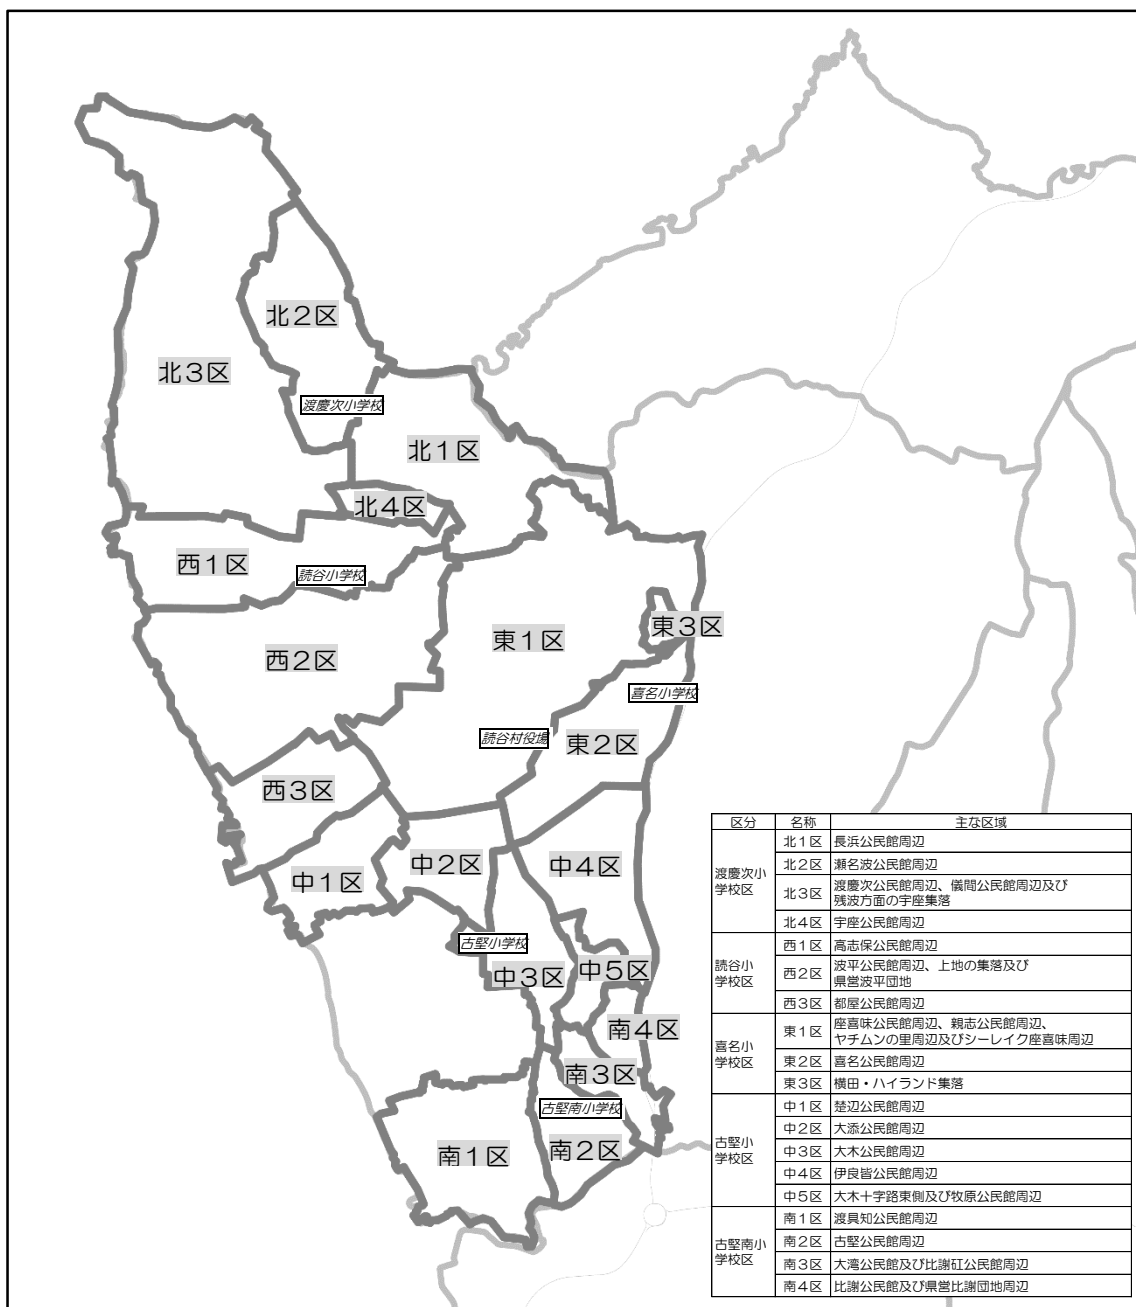 北2区
北3区
渡慶次小学校
北1区
北4区
西1区
読谷小学校
東3区
東1区
西2区
喜名小学校
読谷村役場
東2区
西3区
中2区
中4区
中1区
古堅小学校
中3区
中5区
南4区
南3区
古堅南小学校
南1区
南2区
区分 名称 主な区域
渡慶次小
学校区
北1区 長浜公民館周辺
北2区 瀬名波公民館周辺
北3区 渡慶次公民館周辺、儀間公民館周辺及び
残波方面の宇座集落
北4区 宇座公民館周辺
読谷小
学校区
西1区 高志保公民館周辺
西2区 波平公民館周辺、上地の集落及び
県営波平団地
西3区 都屋公民館周辺
喜名小
学校区
東1区 座喜味公民館周辺、親志公民館周辺、
ヤチムンの里周辺及びシーレイク座喜味周辺
東2区 喜名公民館周辺
東3区 横田・ハイランド集落
古堅小
学校区
中1区 楚辺公民館周辺
中2区 大添公民館周辺
中3区 大木公民館周辺
中4区 伊良皆公民館周辺
中5区 大木十字路東側及び牧原公民館周辺
古堅南小
学校区
南1区 渡具知公民館周辺
南2区 古堅公民館周辺
南3区 大湾公民館及び比謝矼公民館周辺
南4区 比謝公民館及び県営比謝団地周辺